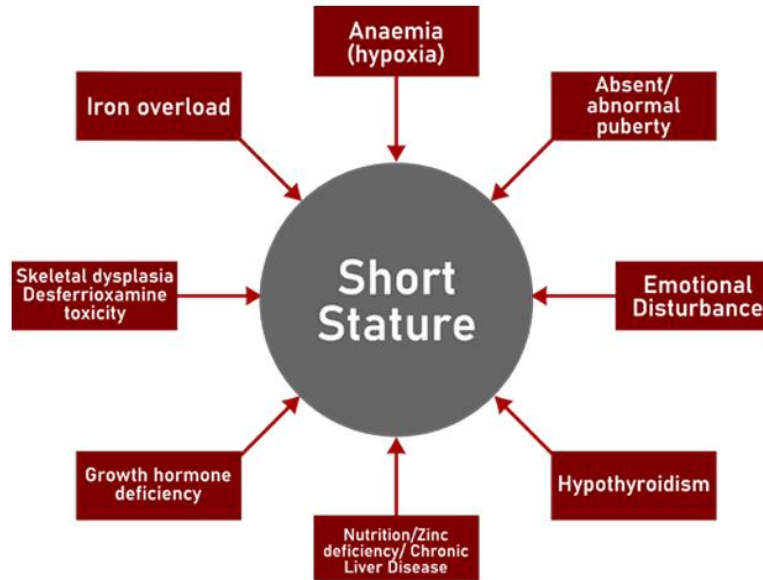 Anaemia
(hypoxia)
Absent/
abnormal
puberty
Iron overload
Skeletal dysplasia
Desferrioxamine
toxicity
Short
Stature
Emotional
Disturbance
Growth hormone
deficiency
Hypothyroidism
Nutrition/Zinc
deficiency/ Chronic
Liver Disease